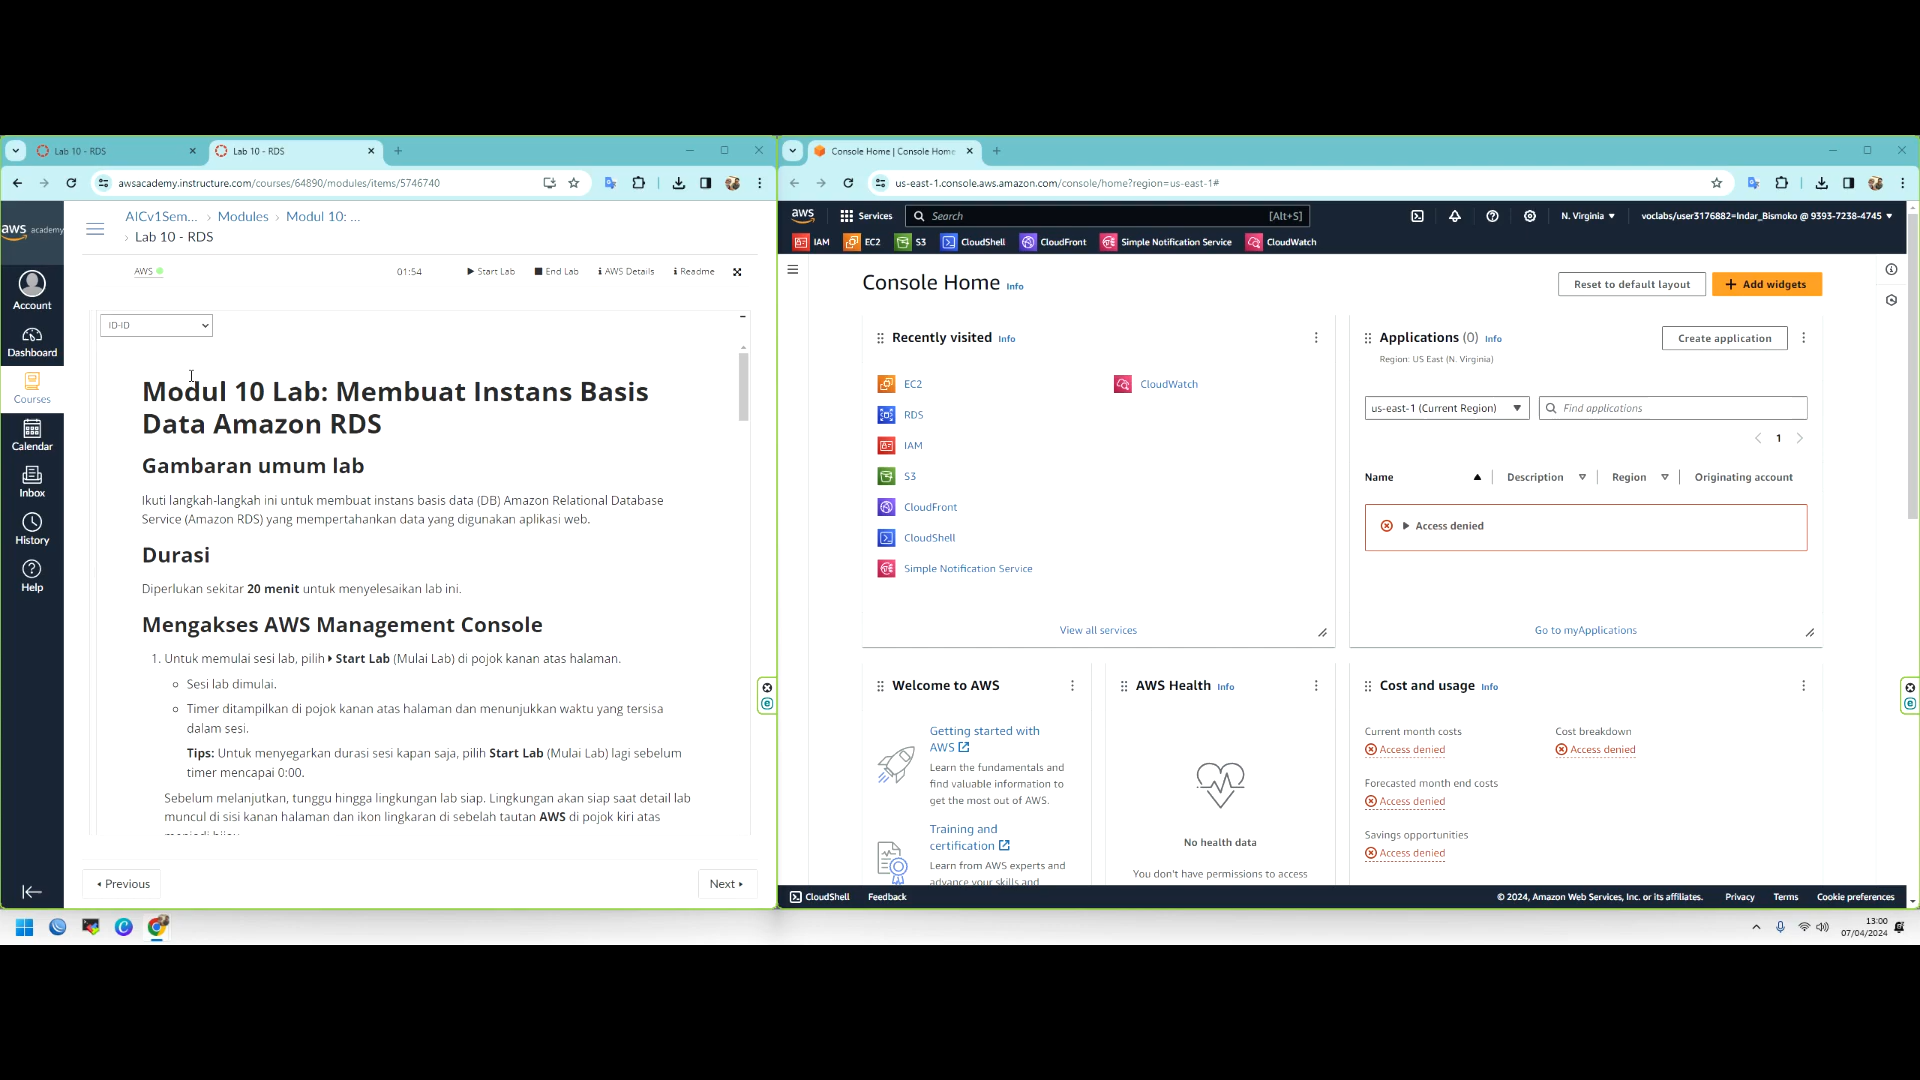 Lab 10 - RDS
Lab 10 - RDS
awsacademy.instructure.com/courses/64890/modules/items/5746740
aws academy
Account
Dashboard
Courses
Calendar
Inbox
History
Help
AICv1Sem... › Modules › Modul 10: ...
› Lab 10 - RDS
AWS
01:54
Start Lab
End Lab
AWS Details
Readme
ID-ID
Modul 10 Lab: Membuat Instans Basis
Data Amazon RDS
Gambaran umum lab
Ikuti langkah-langkah ini untuk membuat instans basis data (DB) Amazon Relational Database
Service (Amazon RDS) yang mempertahankan data yang digunakan aplikasi web.
Durasi
Diperlukan sekitar 20 menit untuk menyelesaikan lab ini.
Mengakses AWS Management Console
1. Untuk memulai sesi lab, pilih Start Lab (Mulai Lab) di pojok kanan atas halaman.
Sesi lab dimulai.
Timer ditampilkan di pojok kanan atas halaman dan menunjukkan waktu yang tersisa
dalam sesi.
Tips: Untuk menyegarkan durasi sesi kapan saja, pilih Start Lab (Mulai Lab) lagi sebelum
timer mencapai 0:00.
Sebelum melanjutkan, tunggu hingga lingkungan lab siap. Lingkungan akan siap saat detail lab
muncul di sisi kanan halaman dan ikon lingkaran di sebelah tautan AWS di pojok kiri atas
Previous
Next
Console Home | Console Home
us-east-1.console.aws.amazon.com/console/home?region=us-east-1#
aws
Services
Search
[Alt+S]
N. Virginia
voclabs/user3176882=Indar_Bismoko @ 9393-7238-4745
IAM
EC2
S3
CloudShell
CloudFront
Simple Notification Service
CloudWatch
Console Home Info
Reset to default layout
Add widgets
Recently visited Info
EC2
RDS
IAM
S3
CloudFront
CloudShell
Simple Notification Service
CloudWatch
View all services
Applications (0) Info
Region: US East (N. Virginia)
Create application
us-east-1 (Current Region)
Find applications
1
Name
Description
Region
Originating account
Access denied
Go to myApplications
Welcome to AWS
Getting started with
AWS
Learn the fundamentals and
find valuable information to
get the most out of AWS.
Training and
certification
Learn from AWS experts and
advance your skills and
AWS Health Info
No health data
You don't have permissions to access
Cost and usage Info
Current month costs
Access denied
Cost breakdown
Access denied
Forecasted month end costs
Access denied
Savings opportunities
Access denied
CloudShell
Feedback
© 2024, Amazon Web Services, Inc. or its affiliates.
Privacy
Terms
Cookie preferences
13:00
07/04/2024